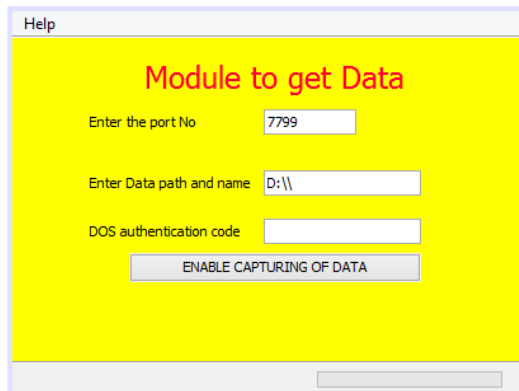 Help
Module to get Data
Enter the port No 7799
Enter Data path and name D:\\
DOS authentication code
ENABLE CAPTURING OF DATA